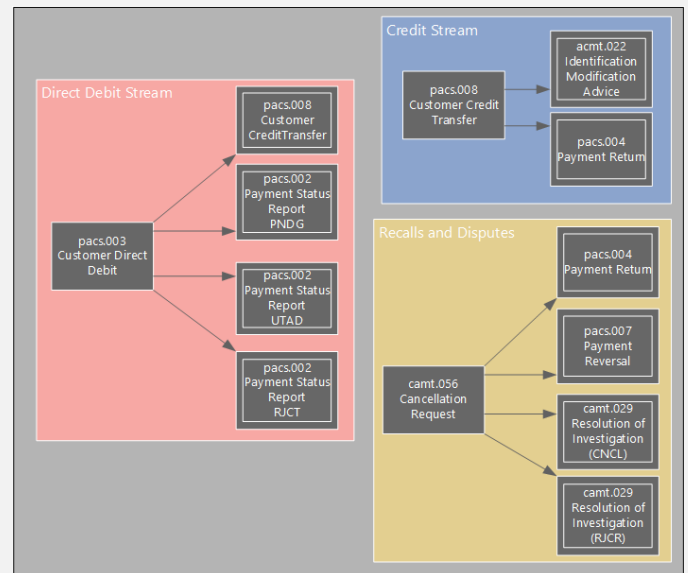 Direct Debit Stream
pacs.003
Customer Direct
Debit
pacs.008
Customer
CreditTransfer
pacs.002
Payment Status
Report
PNDG
pacs.002
Payment Status
Report
UTAD
pacs.002
Payment Status
Report
RJCT
Credit Stream
pacs.008
Customer Credit
Transfer
acmt.022
Identification
Modification
Advice
pacs.004
Payment Return
Recalls and Disputes
camt.056
Cancellation
Request
pacs.004
Payment Return
pacs.007
Payment
Reversal
camt.029
Resolution of
Investigation
(CNCL)
camt.029
Resolution of
Investigation
(RJCR)